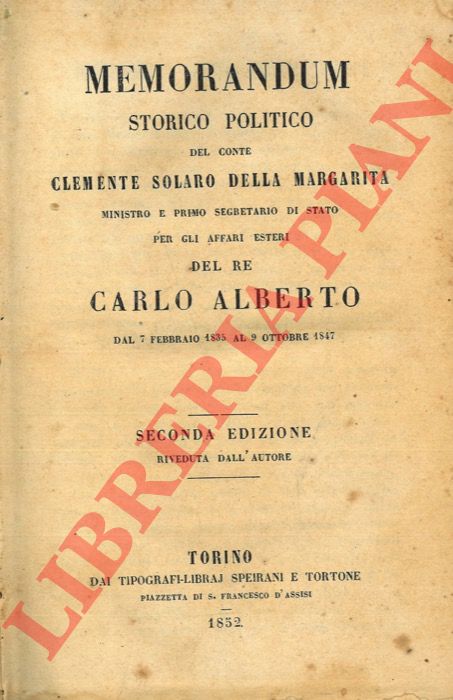 MEMORANDUM
STORICO POLITICO
DEL CONTE
CLEMENTE SOLARO DELLA MARGARITA
MINISTRO E PRIMO SEGRETARIO DI STATO
PER GLI AFFARI ESTERI
DEL RE
CARLO ALBERTO
DAL 7 FEBBRAIO 1835 AL 9 OTTOBRE 1847
SECONDA EDIZIONE
RIVEDUTA DALL'AUTORE
TORINO
DAI TIPOGRAFI-LIBRAJ SPEIRANI E TORTONE
PIAZZETTA DI S. FRANCESCO D'ASSISI
1852.
LIBRERIA PIANI